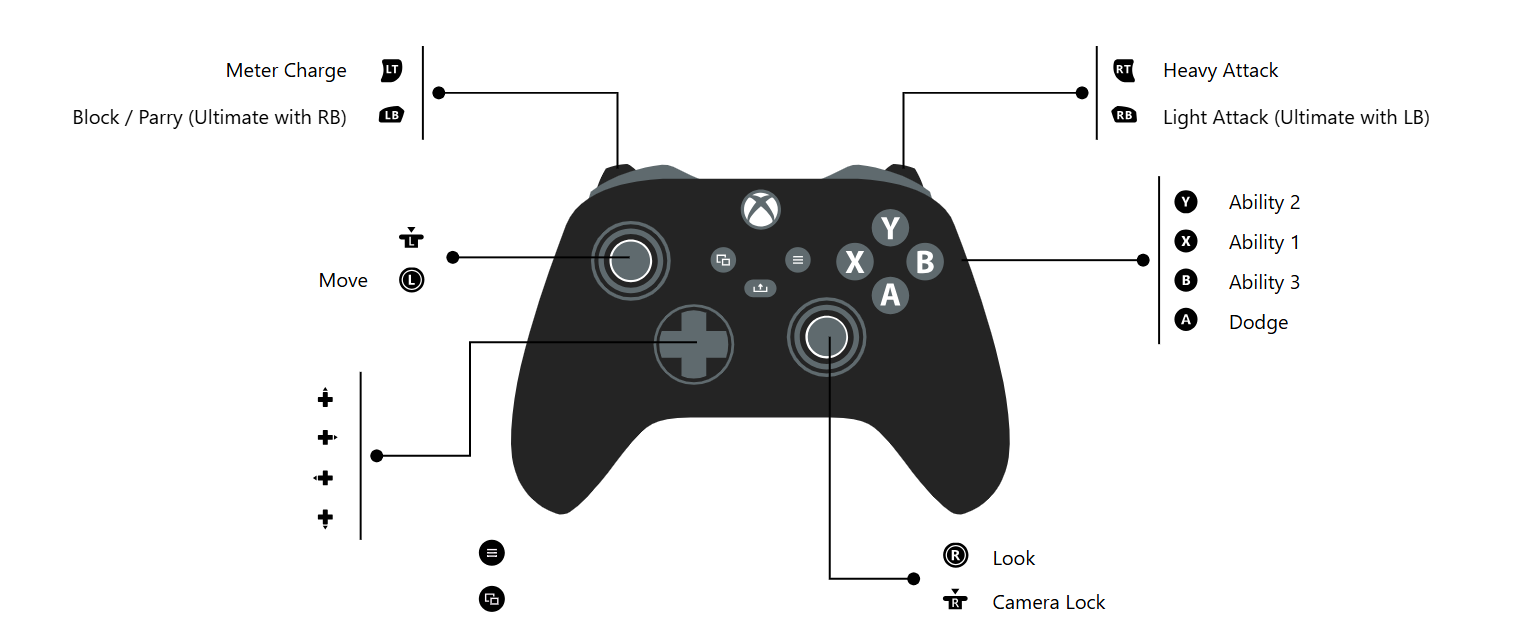 Meter Charge LT
Block / Parry (Ultimate with RB) LB
RT Heavy Attack
RB Light Attack (Ultimate with LB)
L
Move L
Y
X B
A
Y Ability 2
X Ability 1
B Ability 3
A Dodge
R Look
R Camera Lock